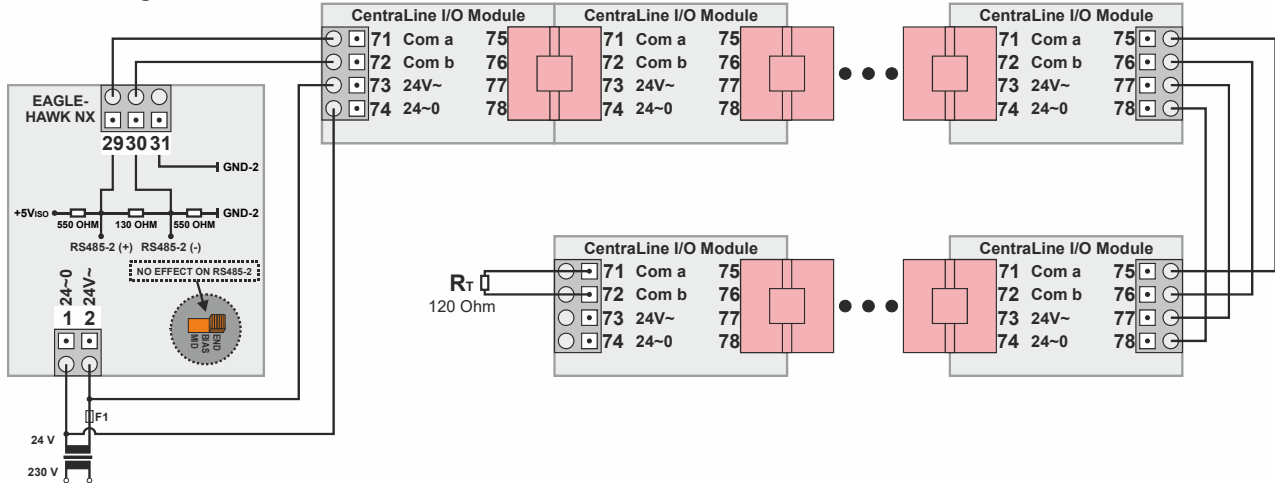 CentraLine I/O Module CentraLine I/O Module CentraLine I/O Module
71 Com a 75 71 Com a 75 71 Com a 75
72 Com b 76 72 Com b 76 72 Com b 76
73 24V~ 77 73 24V~ 77 73 24V~ 77
74 24~0 78 74 24~0 78 74 24~0 78
EAGLE-
HAWK NX
29 30 31
GND-2
+5VISO GND-2
550 OHM 130 OHM 550 OHM
RS485-2 (+) RS485-2 (-)
NO EFFECT ON RS485-2
24~0 24V~
1 2
MID
BIAS
END
F1
24 V
230 V
CentraLine I/O Module CentraLine I/O Module
71 Com a 75 71 Com a 75
RT
72 Com b 76 72 Com b 76
120 Ohm
73 24V~ 77 73 24V~ 77
74 24~0 78 74 24~0 78